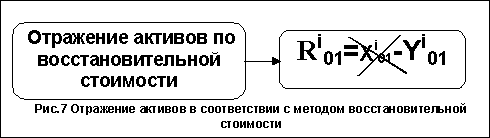 Отражение активов по
восстановительной
стоимости
Rⁱ₀₁=xⁱ₀₁-Yⁱ₀₁
Рис.7 Отражение активов в соответствии с методом восстановительной
стоимости